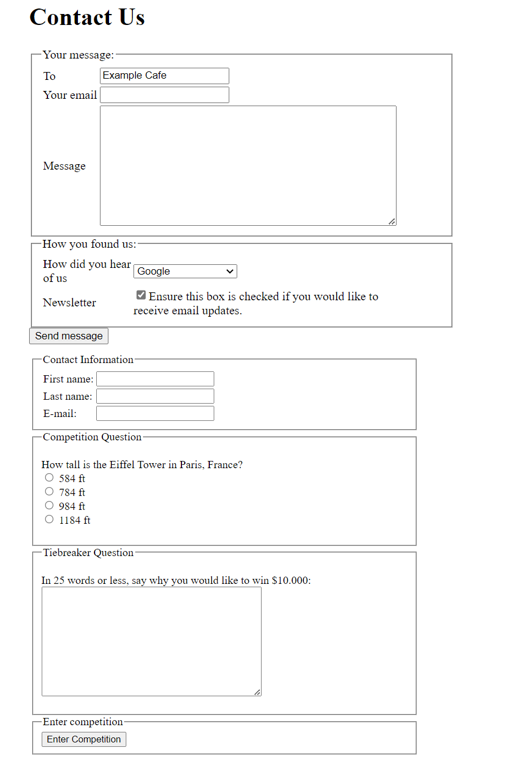 Contact Us
Your message:
To
Example Cafe
Your email
Message
How you found us:
How did you hear
of us
Google
Newsletter
Ensure this box is checked if you would like to
receive email updates.
Send message
Contact Information
First name:
Last name:
E-mail:
Competition Question
How tall is the Eiffel Tower in Paris, France?
584 ft
784 ft
984 ft
1184 ft
Tiebreaker Question
In 25 words or less, say why you would like to win $10.000:
Enter competition
Enter Competition